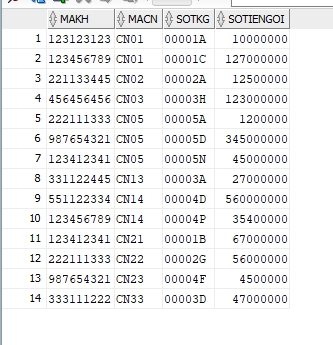 MAKH MACN SOTKG SOTIENGOI
1 123123123 CN01 00001A 10000000
2 123456789 CN01 00001C 127000000
3 221133445 CN02 00002A 12500000
4 456456456 CN03 00003H 123000000
5 222111333 CN05 00005A 1200000
6 987654321 CN05 00005D 345000000
7 123412341 CN05 00005N 45000000
8 331122445 CN13 00003A 27000000
9 551122334 CN14 00004D 560000000
10 123456789 CN14 00004P 35400000
11 123412341 CN21 00001B 67000000
12 222111333 CN22 00002G 56000000
13 987654321 CN23 00004F 4500000
14 333111222 CN33 00003D 47000000